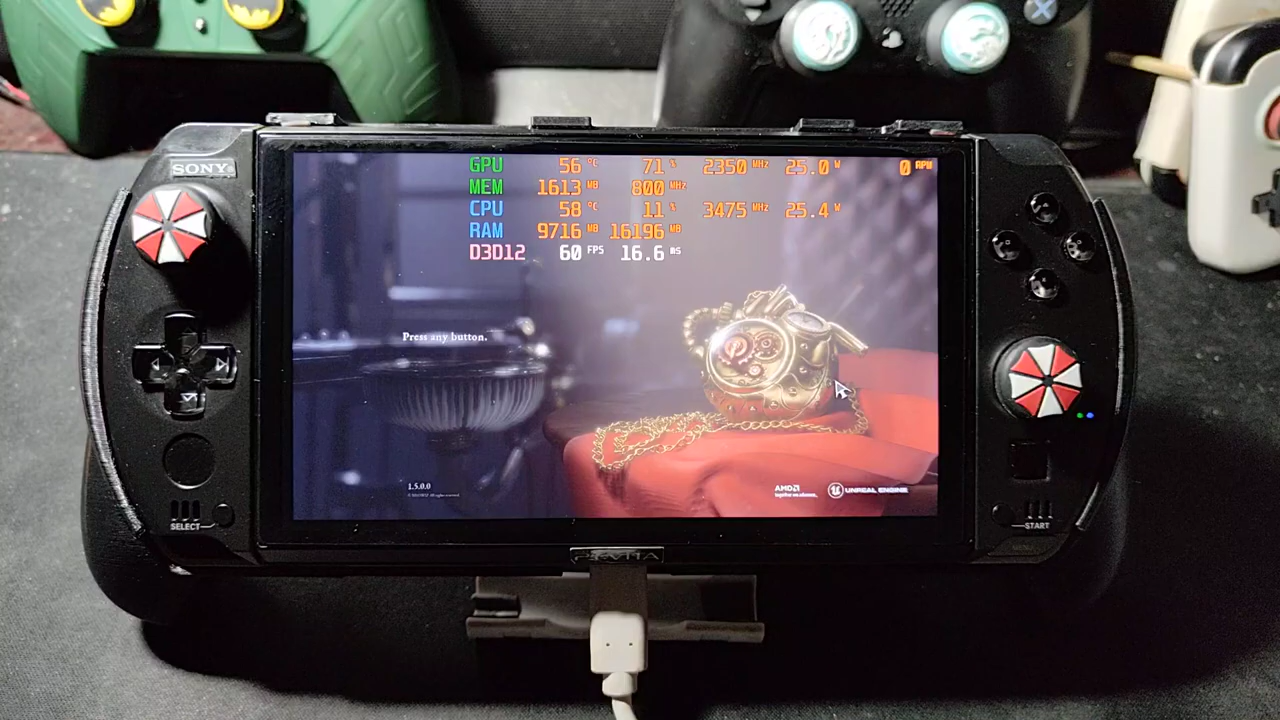 SONY
GPU 56 °C 71 % 2350 MHz 25.0 W 0 RPM
MEM 1613 MB 800 MHz
CPU 58 °C 11 % 3475 MHz 25.4 W
RAM 9716 MB 16196 MB
D3D12 60 FPS 16.6 ms
Press any button.
1.5.0.0
AMD
UNREAL ENGINE
SELECT
START
PSVITA